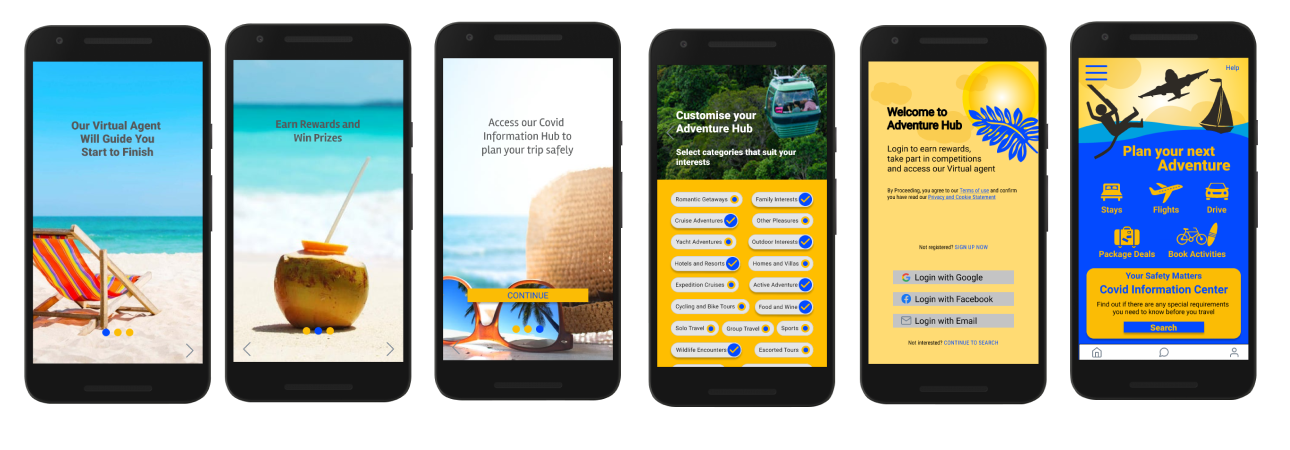 Our Virtual Agent
Will Guide You
Start to Finish
Earn Rewards and
Win Prizes
Access our Covid
Information Hub to
plan your trip safely
CONTINUE
Customise your
Adventure Hub
Select categories that suit your
interests
Romantic Getaways
Family Interests
Cruise Adventures
Other Pleasures
Yacht Adventures
Outdoor Interests
Hotels and Resorts
Homes and Villas
Expedition Cruises
Active Adventure
Cycling and Bike Tours
Food and Wine
Solo Travel
Group Travel
Sports
Wildlife Encounters
Escorted Tours
Welcome to
Adventure Hub
Login to earn rewards,
take part in competitions
and access our Virtual agent
By Proceeding, you agree to our Terms of use and confirm
you have read our Privacy and Cookie Statement
Not registered? SIGN UP NOW
Login with Google
Login with Facebook
Login with Email
Not interested? CONTINUE TO SEARCH
Help
Plan your next
Adventure
Stays
Flights
Drive
Package Deals
Book Activities
Your Safety Matters
Covid Information Center
Find out if there are any special requirements
you need to know before you travel
Search